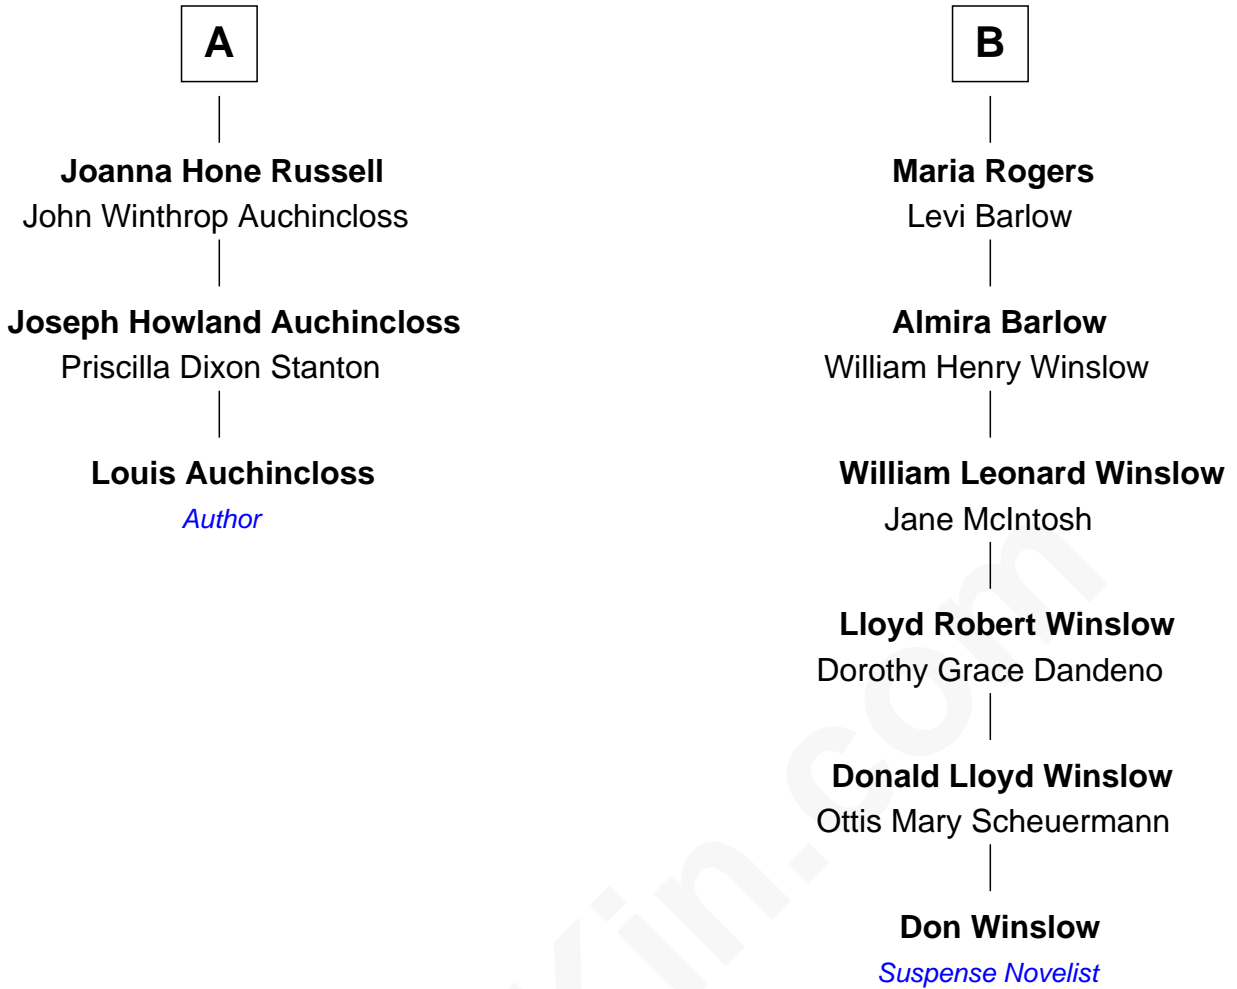 A
Joanna Hone Russell
John Winthrop Auchincloss
Joseph Howland Auchincloss
Priscilla Dixon Stanton
Louis Auchincloss
Author
B
Maria Rogers
Levi Barlow
Almira Barlow
William Henry Winslow
William Leonard Winslow
Jane McIntosh
Lloyd Robert Winslow
Dorothy Grace Dandeno
Donald Lloyd Winslow
Ottis Mary Scheuermann
Don Winslow
Suspense Novelist
Kin.com